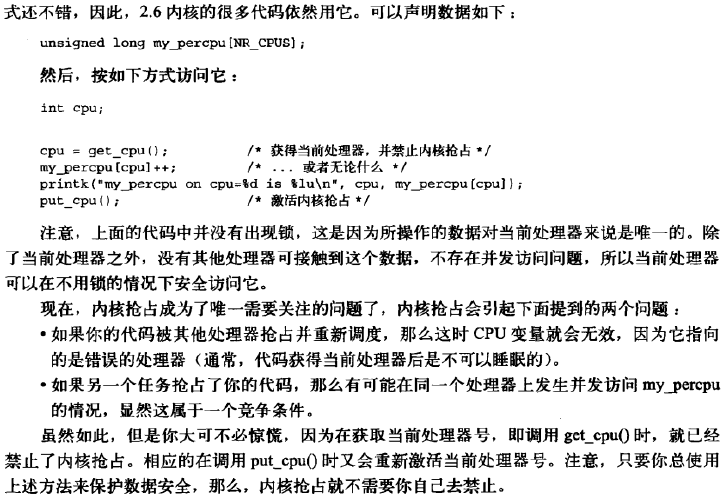 式还不错，因此，2.6 内核的很多代码依然用它。可以声明数据如下：
unsigned long my_percpu[NR_CPUS];
然后，按如下方式访问它：
int cpu;
cpu = get_cpu(); /* 获得当前处理器，并禁止内核抢占 */
my_percpu[cpu]++; /* ... 或者无论什么 */
printk("my_percpu on cpu=%d is %lu\n", cpu, my_percpu[cpu]);
put_cpu(); /* 激活内核抢占 */
注意，上面的代码中并没有出现锁，这是因为所操作的数据对当前处理器来说是唯一的。除
了当前处理器之外，没有其他处理器可接触到这个数据，不存在并发访问问题，所以当前处理器
可以在不用锁的情况下安全访问它。
现在，内核抢占成为了唯一需要关注的问题了，内核抢占会引起下面提到的两个问题：
• 如果你的代码被其他处理器抢占并重新调度，那么这时 CPU 变量就会无效，因为它指向
的是错误的处理器（通常，代码获得当前处理器后是不可以睡眠的）。
• 如果另一个任务抢占了你的代码，那么有可能在同一个处理器上发生并发访问 my_percpu
的情况，显然这属于一个竞争条件。
虽然如此，但是你大可不必惊慌，因为在获取当前处理器号，即调用 get_cpu() 时，就已经
禁止了内核抢占。相应的在调用 put_cpu() 时又会重新激活当前处理器号。注意，只要你总使用
上述方法来保护数据安全，那么，内核抢占就不需要你自己去禁止。